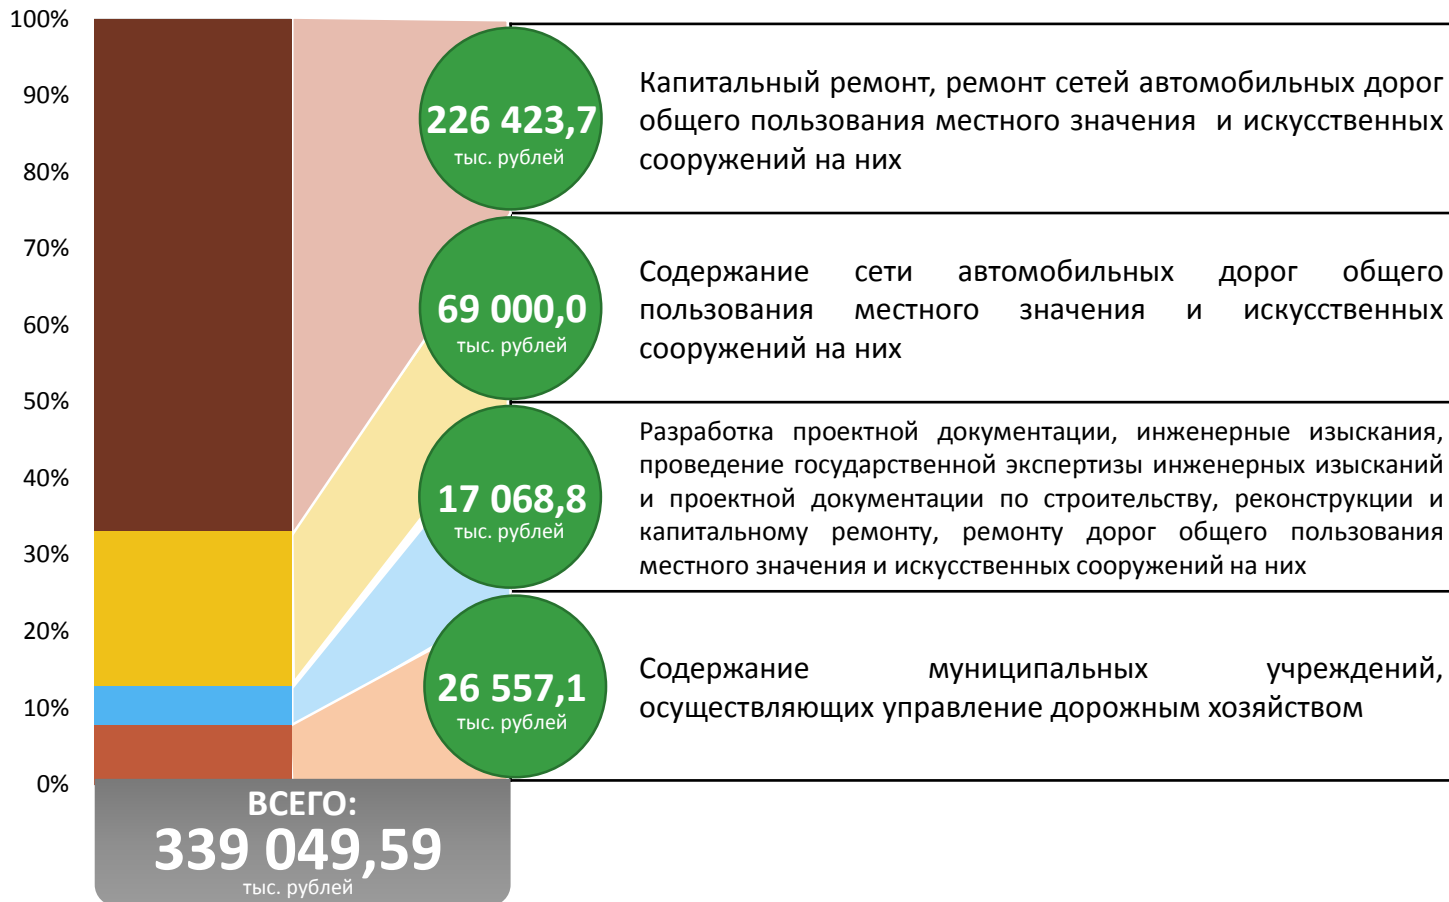 100%
90%
80%
70%
60%
50%
40%
30%
20%
10%
0%
226 423,7
тыс. рублей
Капитальный ремонт, ремонт сетей автомобильных дорог
общего пользования местного значения и искусственных
сооружений на них
69 000,0
тыс. рублей
Содержание сети автомобильных дорог общего
пользования местного значения и искусственных
сооружений на них
17 068,8
тыс. рублей
Разработка проектной документации, инженерные изыскания,
проведение государственной экспертизы инженерных изысканий
и проектной документации по строительству, реконструкции и
капитальному ремонту, ремонту дорог общего пользования
местного значения и искусственных сооружений на них
26 557,1
тыс. рублей
Содержание муниципальных учреждений,
осуществляющих управление дорожным хозяйством
ВСЕГО:
339 049,59
тыс. рублей